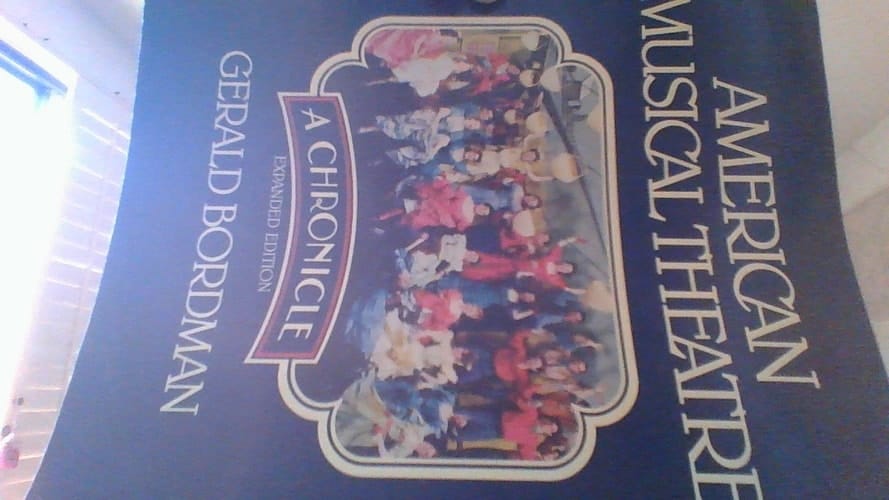 AMERICAN
MUSICAL THEATRE
A CHRONICLE
EXPANDED EDITION
GERALD BORDMAN